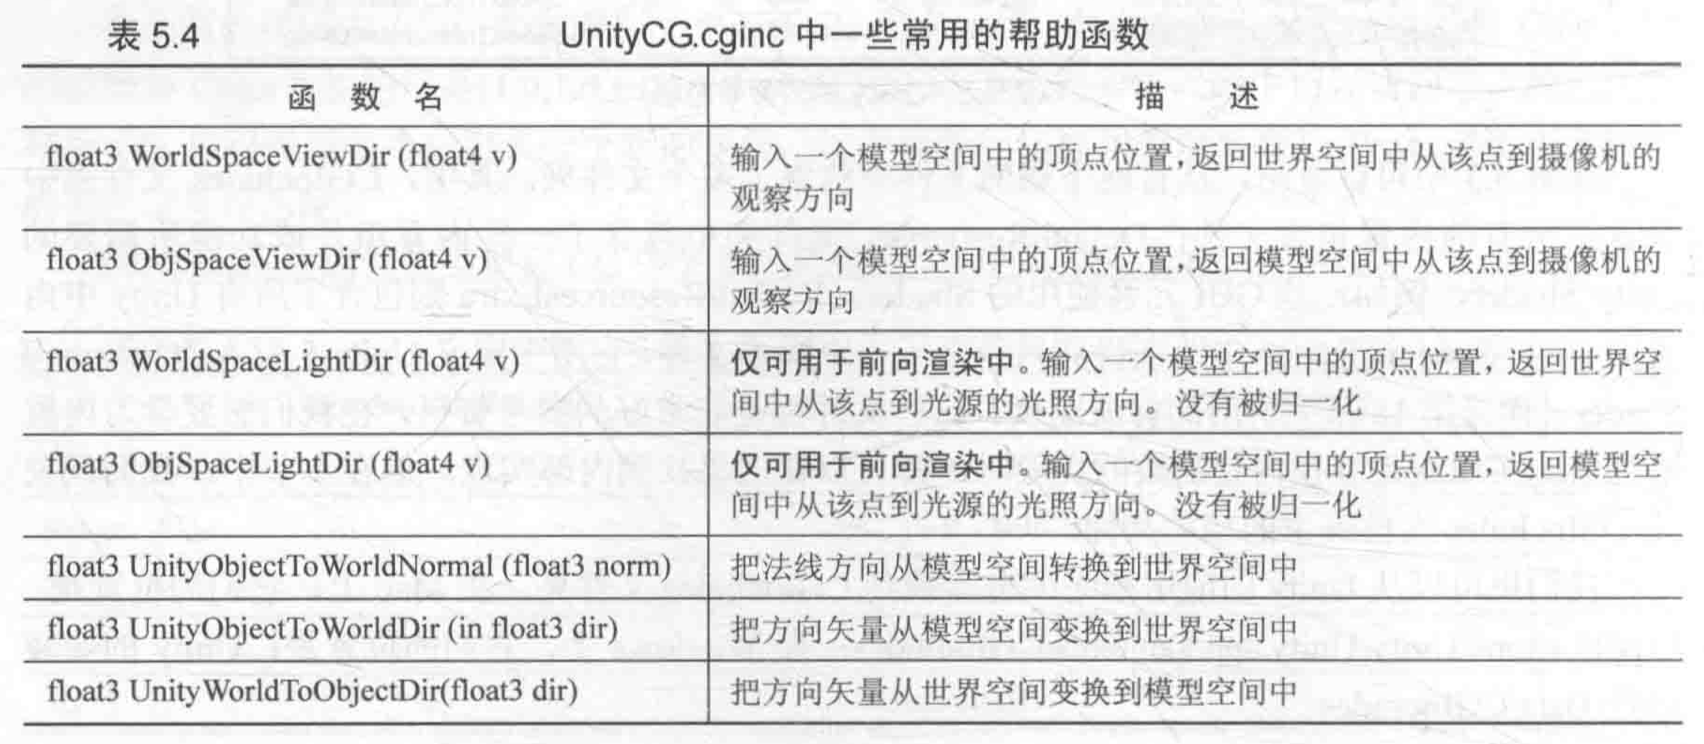 表 5.4 UnityCG.cginc 中一些常用的帮助函数
函 数 名 描 述
float3 WorldSpaceViewDir (float4 v) 输入一个模型空间中的顶点位置,返回世界空间中从该点到摄像机的
观察方向
float3 ObjSpaceViewDir (float4 v) 输入一个模型空间中的顶点位置,返回模型空间中从该点到摄像机的
观察方向
float3 WorldSpaceLightDir (float4 v) 仅可用于前向渲染中。输入一个模型空间中的顶点位置，返回世界空
间中从该点到光源的光照方向。没有被归一化
float3 ObjSpaceLightDir (float4 v) 仅可用于前向渲染中。输入一个模型空间中的顶点位置，返回模型空
间中从该点到光源的光照方向。没有被归一化
float3 UnityObjectToWorldNormal (float3 norm) 把法线方向从模型空间转换到世界空间中
float3 UnityObjectToWorldDir (in float3 dir) 把方向矢量从模型空间变换到世界空间中
float3 UnityWorldToObjectDir(float3 dir) 把方向矢量从世界空间变换到模型空间中